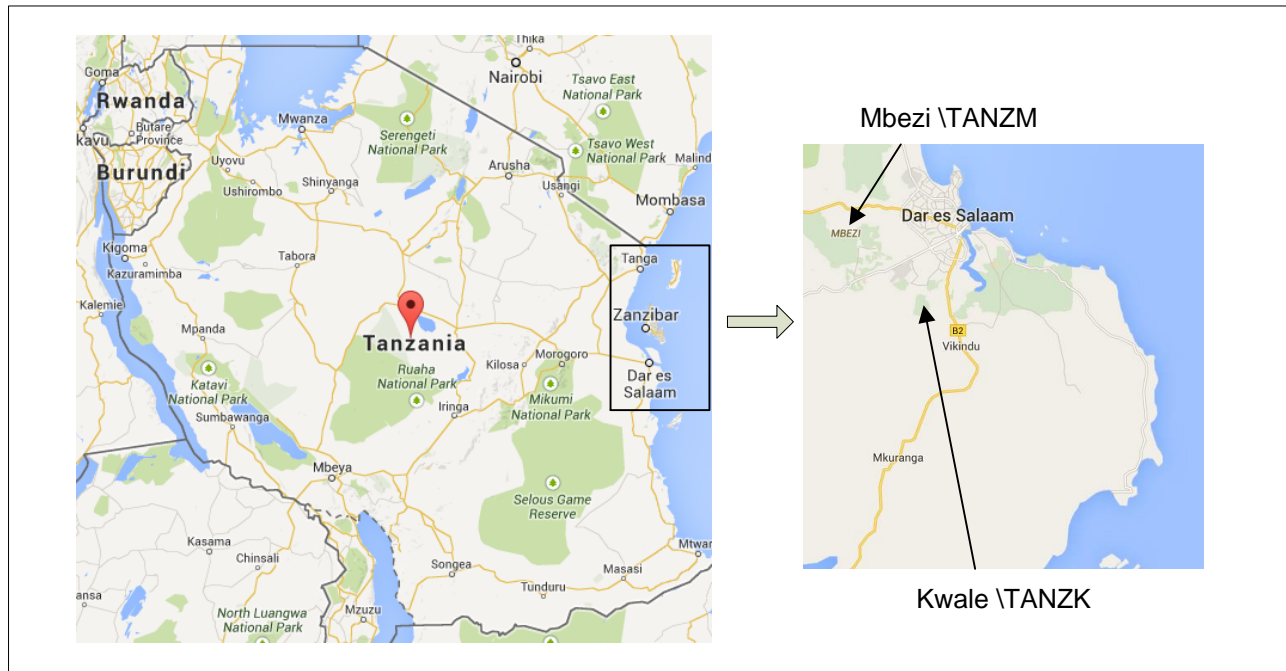 Thika
Goma
Nairobi
Rwanda
Tsavo East
National Park
Butare
Province
kavu
Mwanza
Serengeti
National Park
Tsavo West
National Park
Burundi
Uyovu
Arusha
Malind
Ushirombo
Shinyanga
Usangi
Mombasa
Kigoma
Tabora
Tanga
Kazuramimba
Kalemie
Zanzibar
Mpanda
Tanzania
Morogoro
Ruaha
National Park
Kilosa
Dar es
Salaam
Katavi
National Park
Mikumi
National Park
Iringa
Sumbawanga
Mbeya
Selous Game
Reserve
Kasama
Mtwar
Chinsali
Songea
Masasi
Tunduru
ansa
North Luangwa
National Park
Mzuzu
Mbezi \TANZM
Dar es Salaam
MBEZI
B2
Vikindu
Mkuranga
Kwale \TANZK